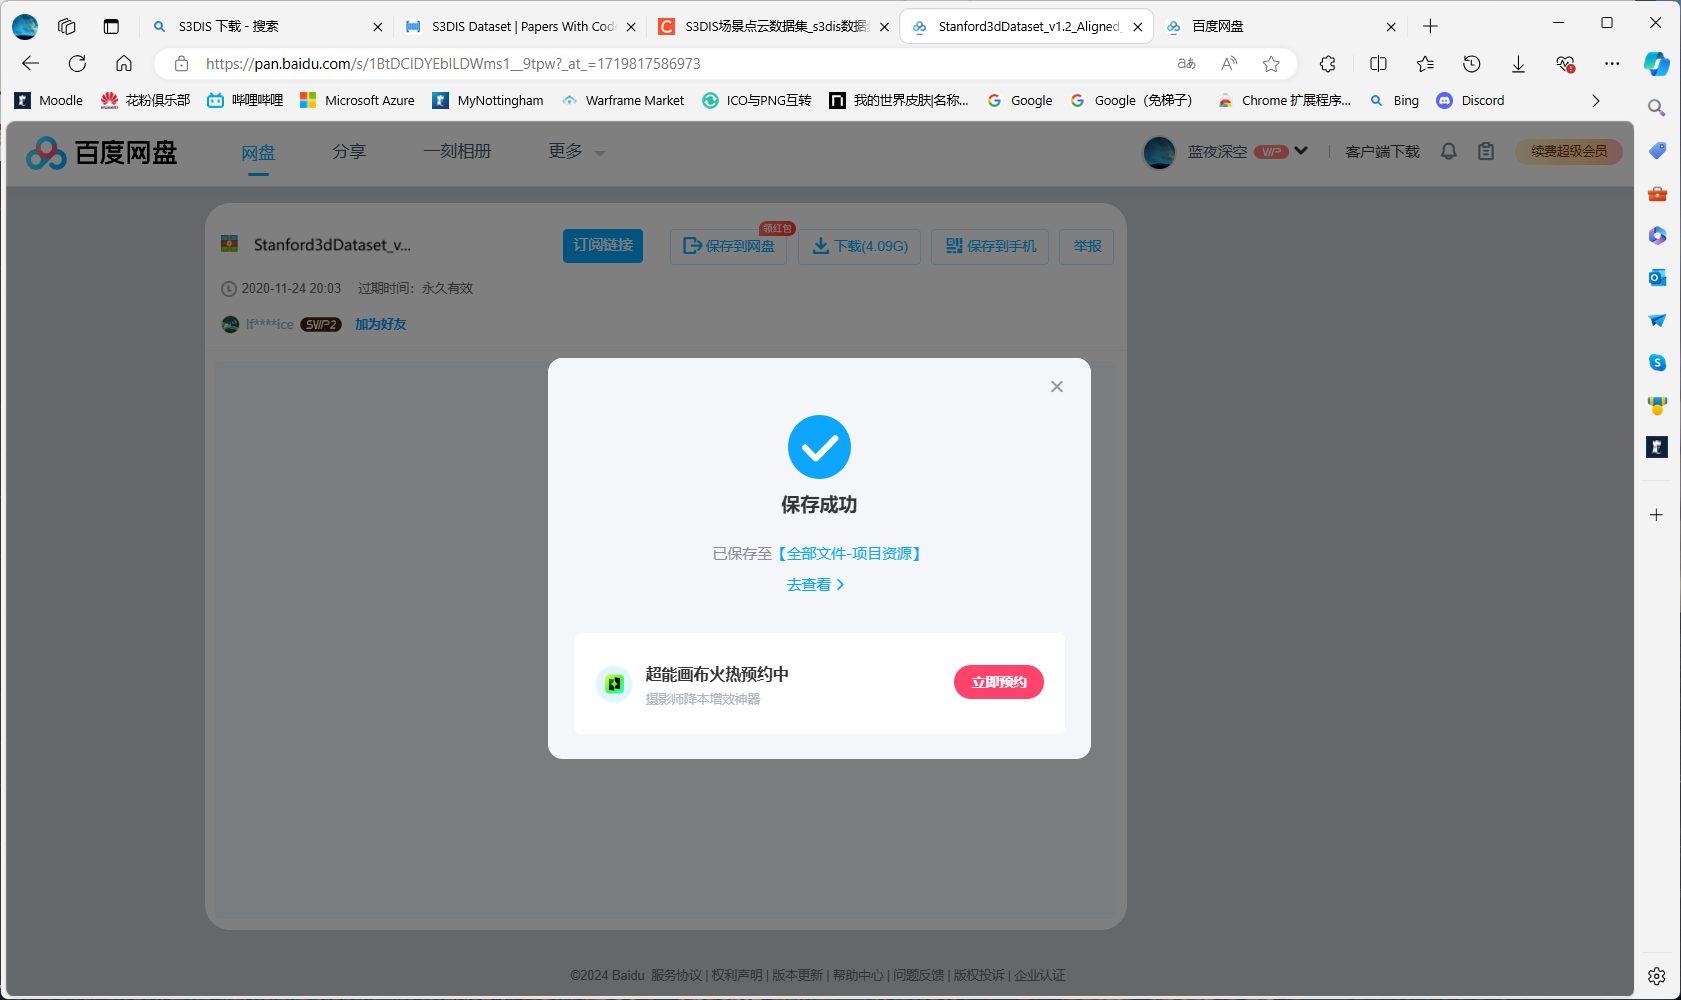 S3DIS 下载 - 搜索
S3DIS Dataset | Papers With Code
S3DIS场景点云数据集_s3dis数据
Stanford3dDataset_v1.2_Aligned_
百度网盘
https://pan.baidu.com/s/1BtDCIDYEbILDWms1__9tpw?_at_=1719817586973
Moodle
花粉俱乐部
哔哩哔哩
Microsoft Azure
MyNottingham
Warframe Market
ICO与PNG互转
我的世界皮肤|名称...
Google
Google（免梯子）
Chrome 扩展程序...
Bing
Discord
百度网盘
网盘
分享
一刻相册
更多
蓝夜深空
VIP
客户端下载
续费超级会员
Stanford3dDataset_v...
订阅链接
领红包
保存到网盘
下载(4.09G)
保存到手机
举报
2020-11-24 20:03
过期时间：永久有效
lf****ice
SVIP2
加为好友
保存成功
已保存至【全部文件-项目资源】
去查看
超能画布火热预约中
摄影师降本增效神器
立即预约
©2024 Baidu 服务协议 | 权利声明 | 版本更新 | 帮助中心 | 问题反馈 | 版权投诉 | 企业认证